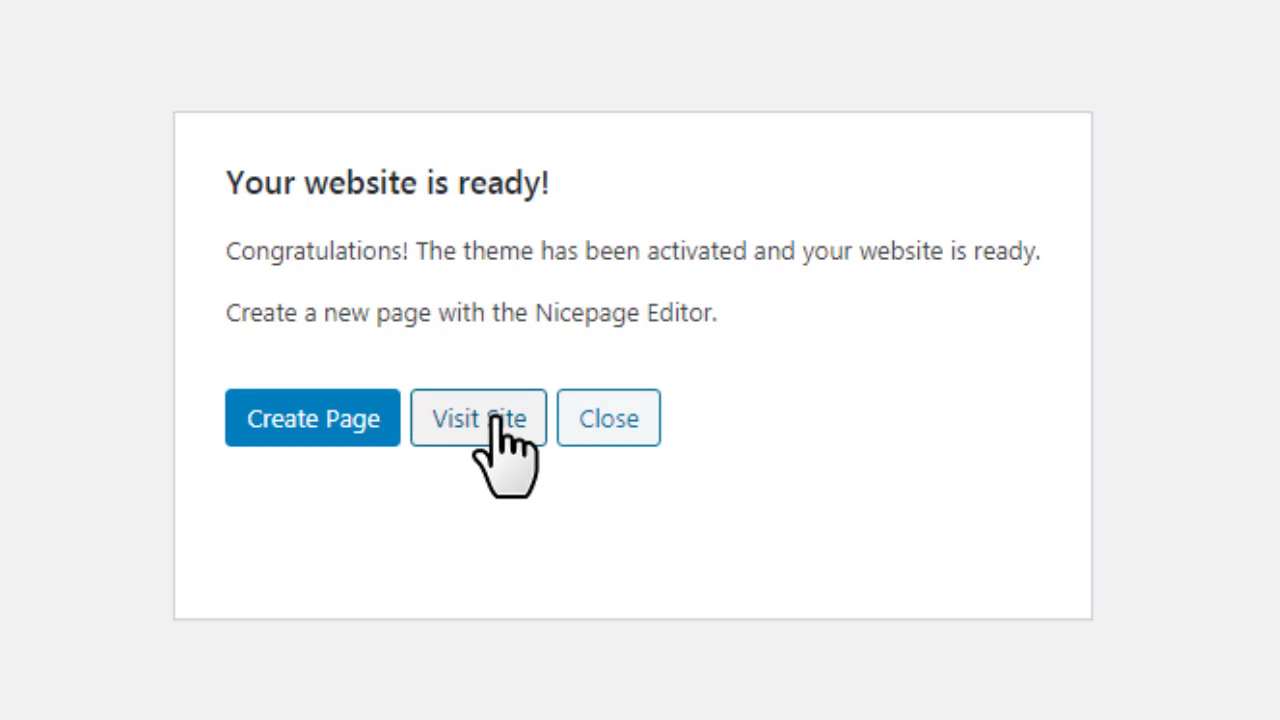 Your website is ready!
Congratulations! The theme has been activated and your website is ready.
Create a new page with the Nicepage Editor.
Create Page Visit Site Close